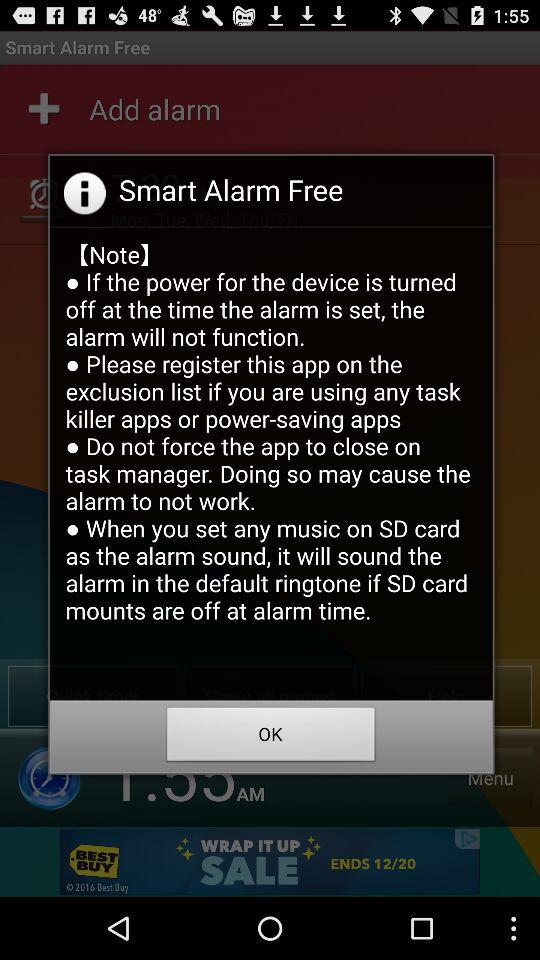 48° 1:55
Smart Alarm Free
Add alarm
Smart Alarm Free
Mon, Tue, Wed, Thu, Fri
【Note】
● If the power for the device is turned
off at the time the alarm is set, the
alarm will not function.
● Please register this app on the
exclusion list if you are using any task
killer apps or power-saving apps
● Do not force the app to close on
task manager. Doing so may cause the
alarm to not work.
● When you set any music on SD card
as the alarm sound, it will sound the
alarm in the default ringtone if SD card
mounts are off at alarm time.
Quick timer Show all menus Help
OK
1:55 AM Menu
BEST BUY WRAP IT UP SALE ENDS 12/20
© 2016 Best Buy